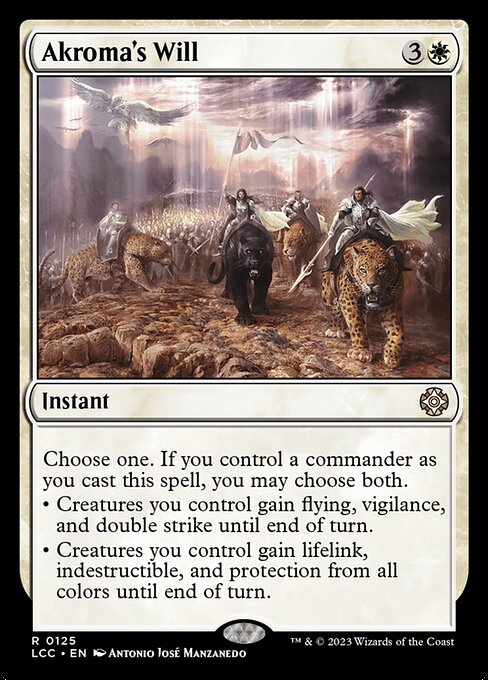 Akroma's Will 3
Instant
Choose one. If you control a commander as
you cast this spell, you may choose both.
• Creatures you control gain flying, vigilance,
and double strike until end of turn.
• Creatures you control gain lifelink,
indestructible, and protection from all
colors until end of turn.
R 0125
LCC • EN Antonio José Manzanedo
™ & © 2023 Wizards of the Coast